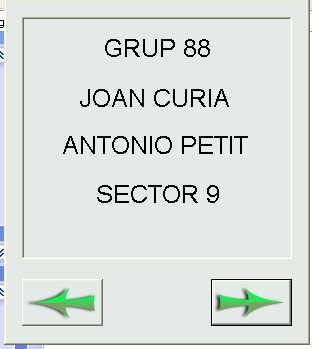 GRUP 88
JOAN CURIA
ANTONIO PETIT
SECTOR 9